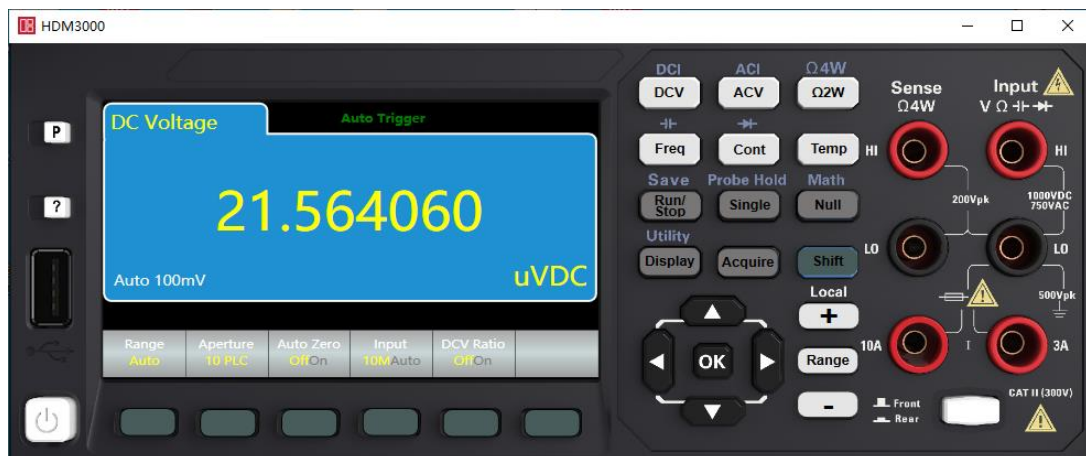 HDM3000
DC Voltage
Auto Trigger
21.564060
Auto 100mV
uVDC
Range
Auto
Aperture
10 PLC
Auto Zero
OffOn
Input
10MAuto
DCV Ratio
OffOn
P
?
DCI
ACI
Ω4W
DCV
ACV
Ω2W
Freq
Cont
Temp
Save
Probe Hold
Math
Run/
Stop
Single
Null
Utility
Display
Acquire
Shift
Local
+
OK
Range
-
Sense
Ω4W
Input
V Ω
HI
HI
200Vpk
1000VDC
750VAC
LO
LO
500Vpk
10A
I
3A
Front
Rear
CAT II (300V)